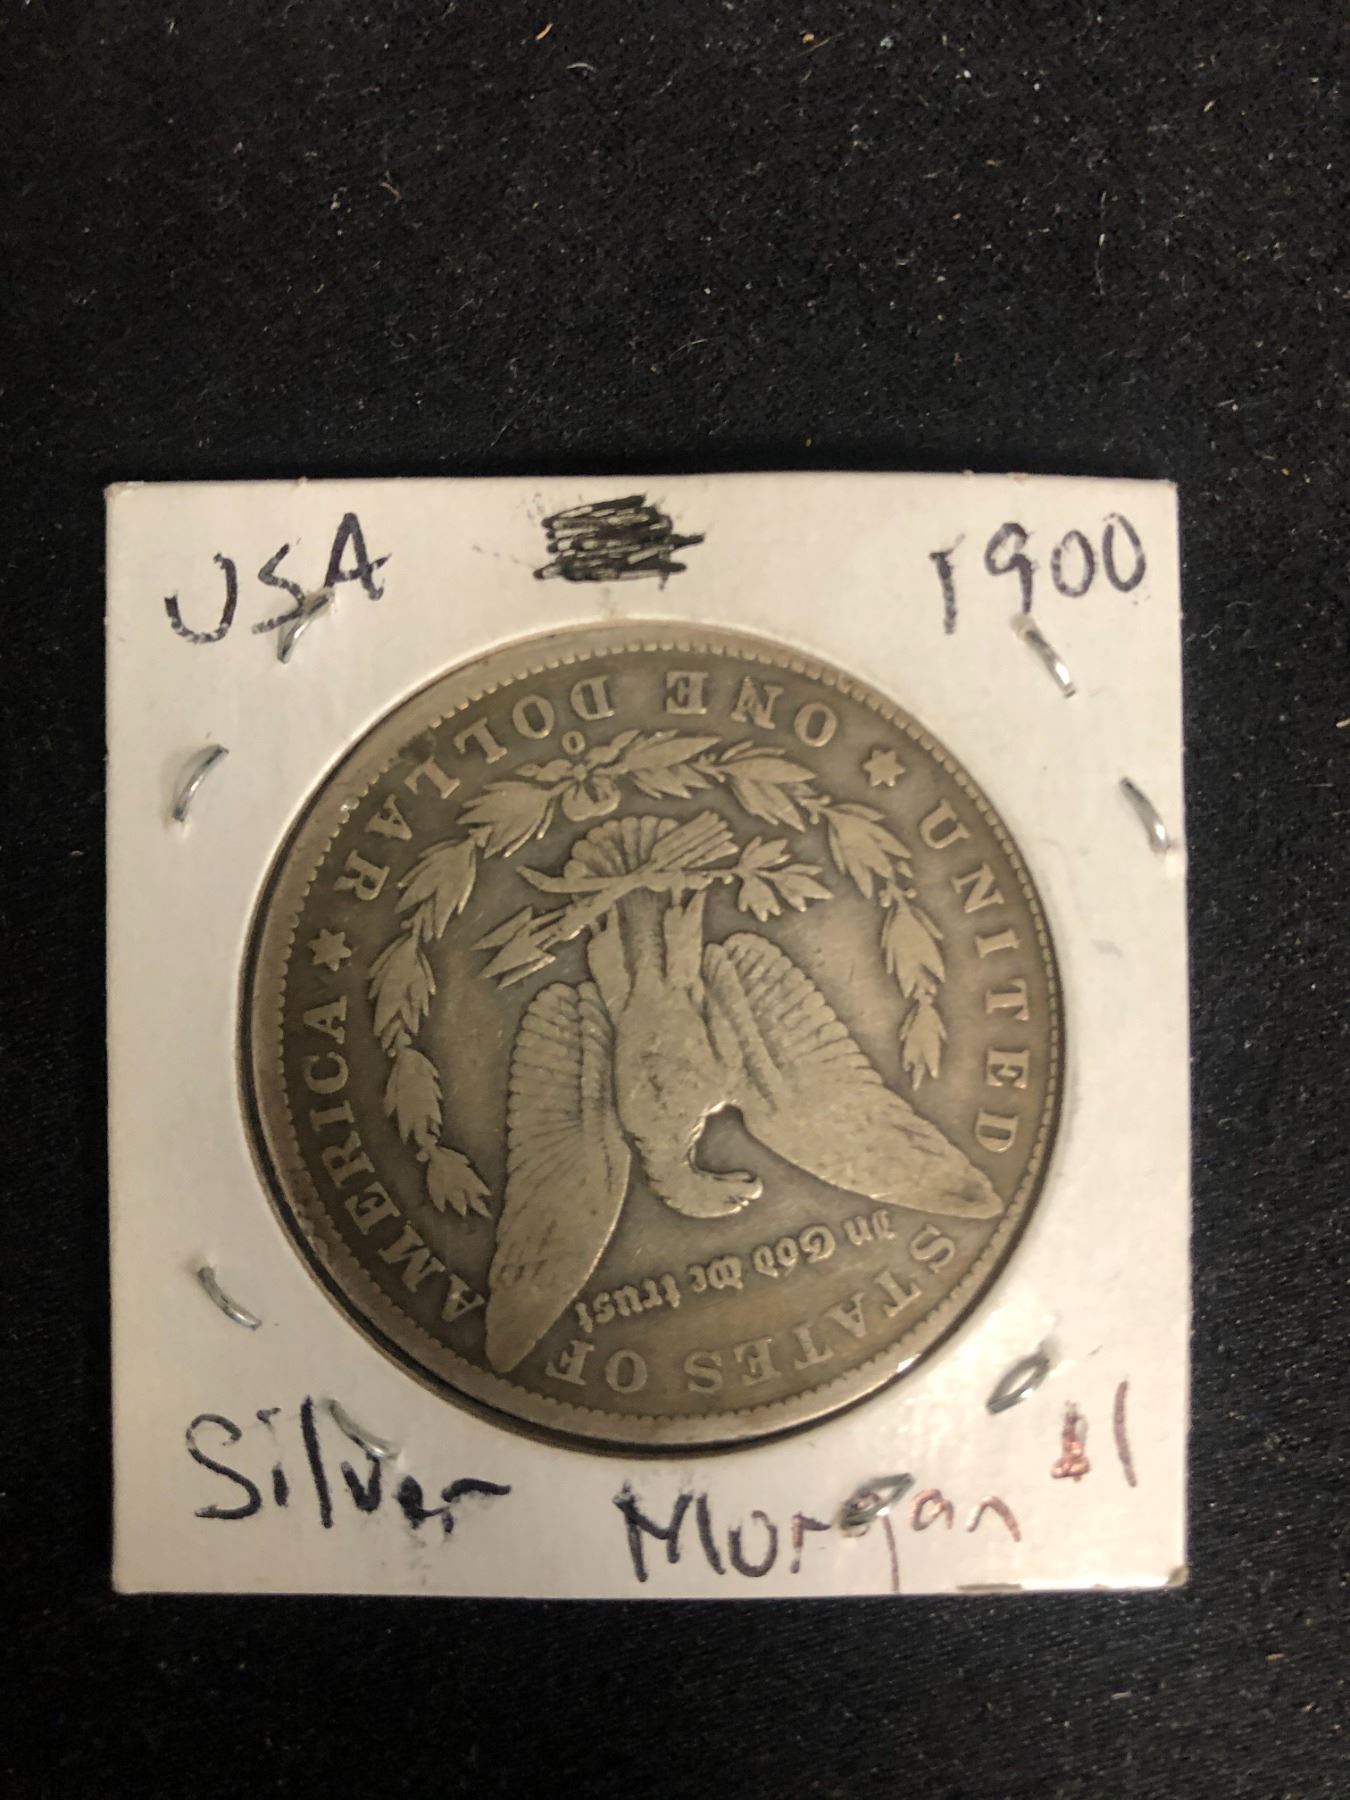 USA 1900
UNITED STATES OF AMERICA
In God We trust
ONE DOLLAR
O
Silver Morgan $1